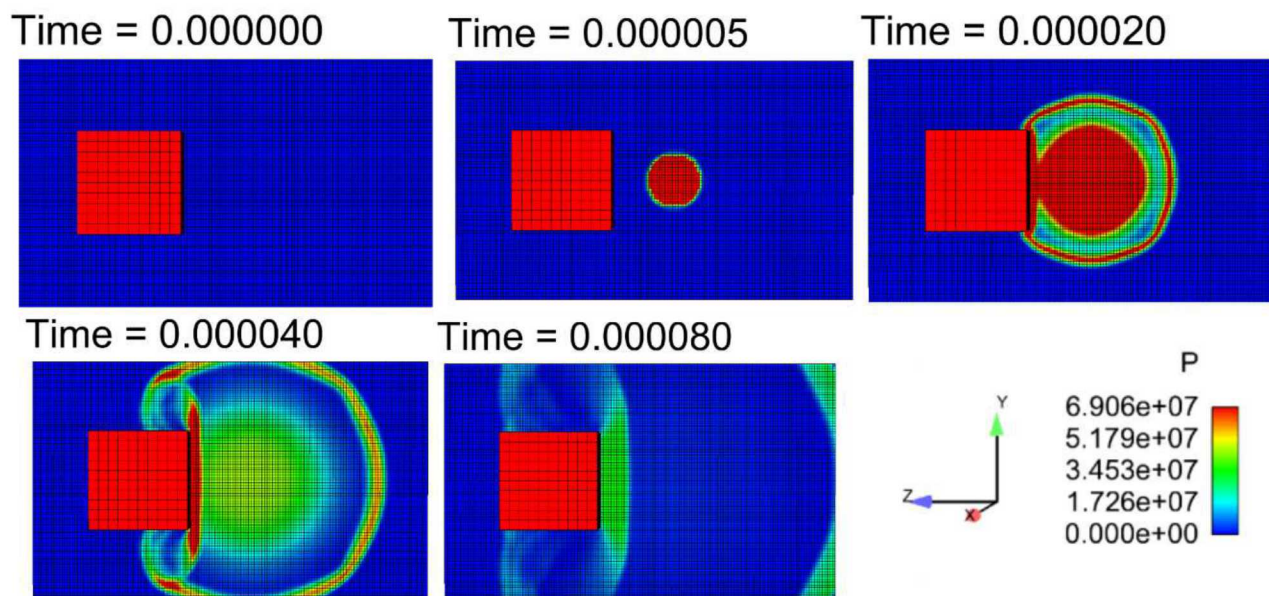 Time = 0.000000
Time = 0.000005
Time = 0.000020
Time = 0.000040
Time = 0.000080
Y
Z
X
P
6.906e+07
5.179e+07
3.453e+07
1.726e+07
0.000e+00